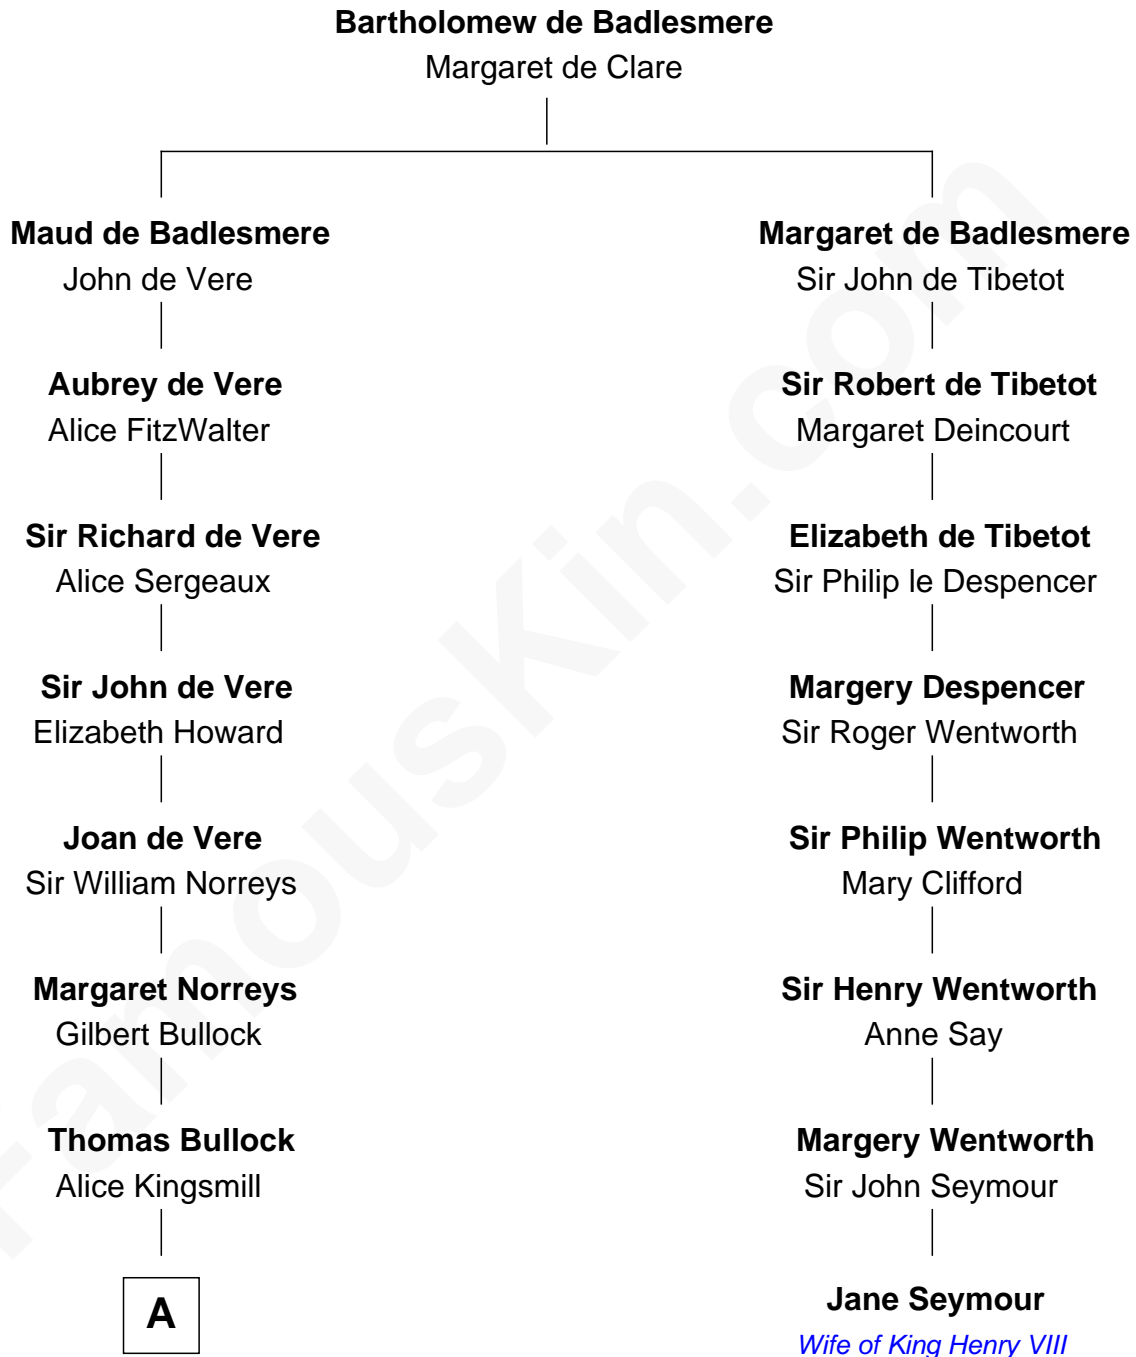 Bartholomew de Badlesmere
Margaret de Clare
Maud de Badlesmere
John de Vere
Margaret de Badlesmere
Sir John de Tibetot
Aubrey de Vere
Alice FitzWalter
Sir Robert de Tibetot
Margaret Deincourt
Sir Richard de Vere
Alice Sergeaux
Elizabeth de Tibetot
Sir Philip le Despencer
Sir John de Vere
Elizabeth Howard
Margery Despencer
Sir Roger Wentworth
Joan de Vere
Sir William Norreys
Sir Philip Wentworth
Mary Clifford
Margaret Norreys
Gilbert Bullock
Sir Henry Wentworth
Anne Say
Thomas Bullock
Alice Kingsmill
Margery Wentworth
Sir John Seymour
A
Jane Seymour
Wife of King Henry VIII
FamousKin.com